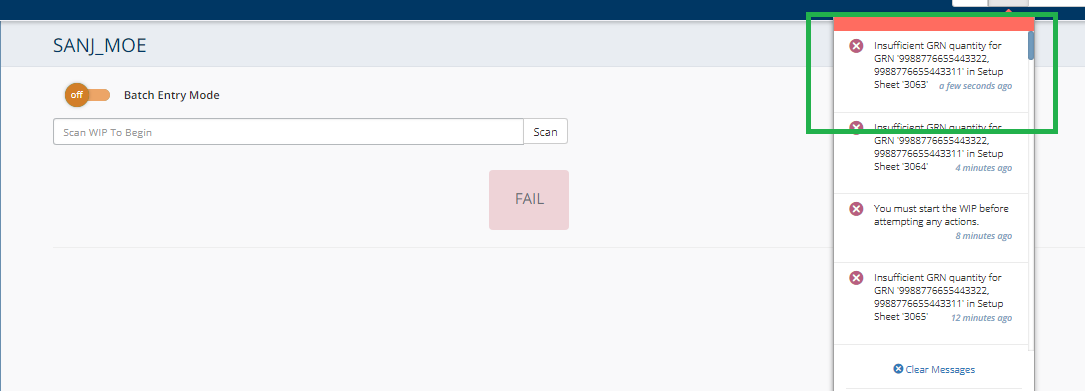 SANJ_MOE
off
Batch Entry Mode
Scan WIP To Begin
Scan
FAIL
Insufficient GRN quantity for
GRN '9988776655443322,
9988776655443311' in Setup
Sheet '3063' a few seconds ago
Insufficient GRN quantity for
GRN '9988776655443322,
9988776655443311' in Setup
Sheet '3064' 4 minutes ago
You must start the WIP before
attempting any actions.
8 minutes ago
Insufficient GRN quantity for
GRN '9988776655443322,
9988776655443311' in Setup
Sheet '3065' 12 minutes ago
Clear Messages